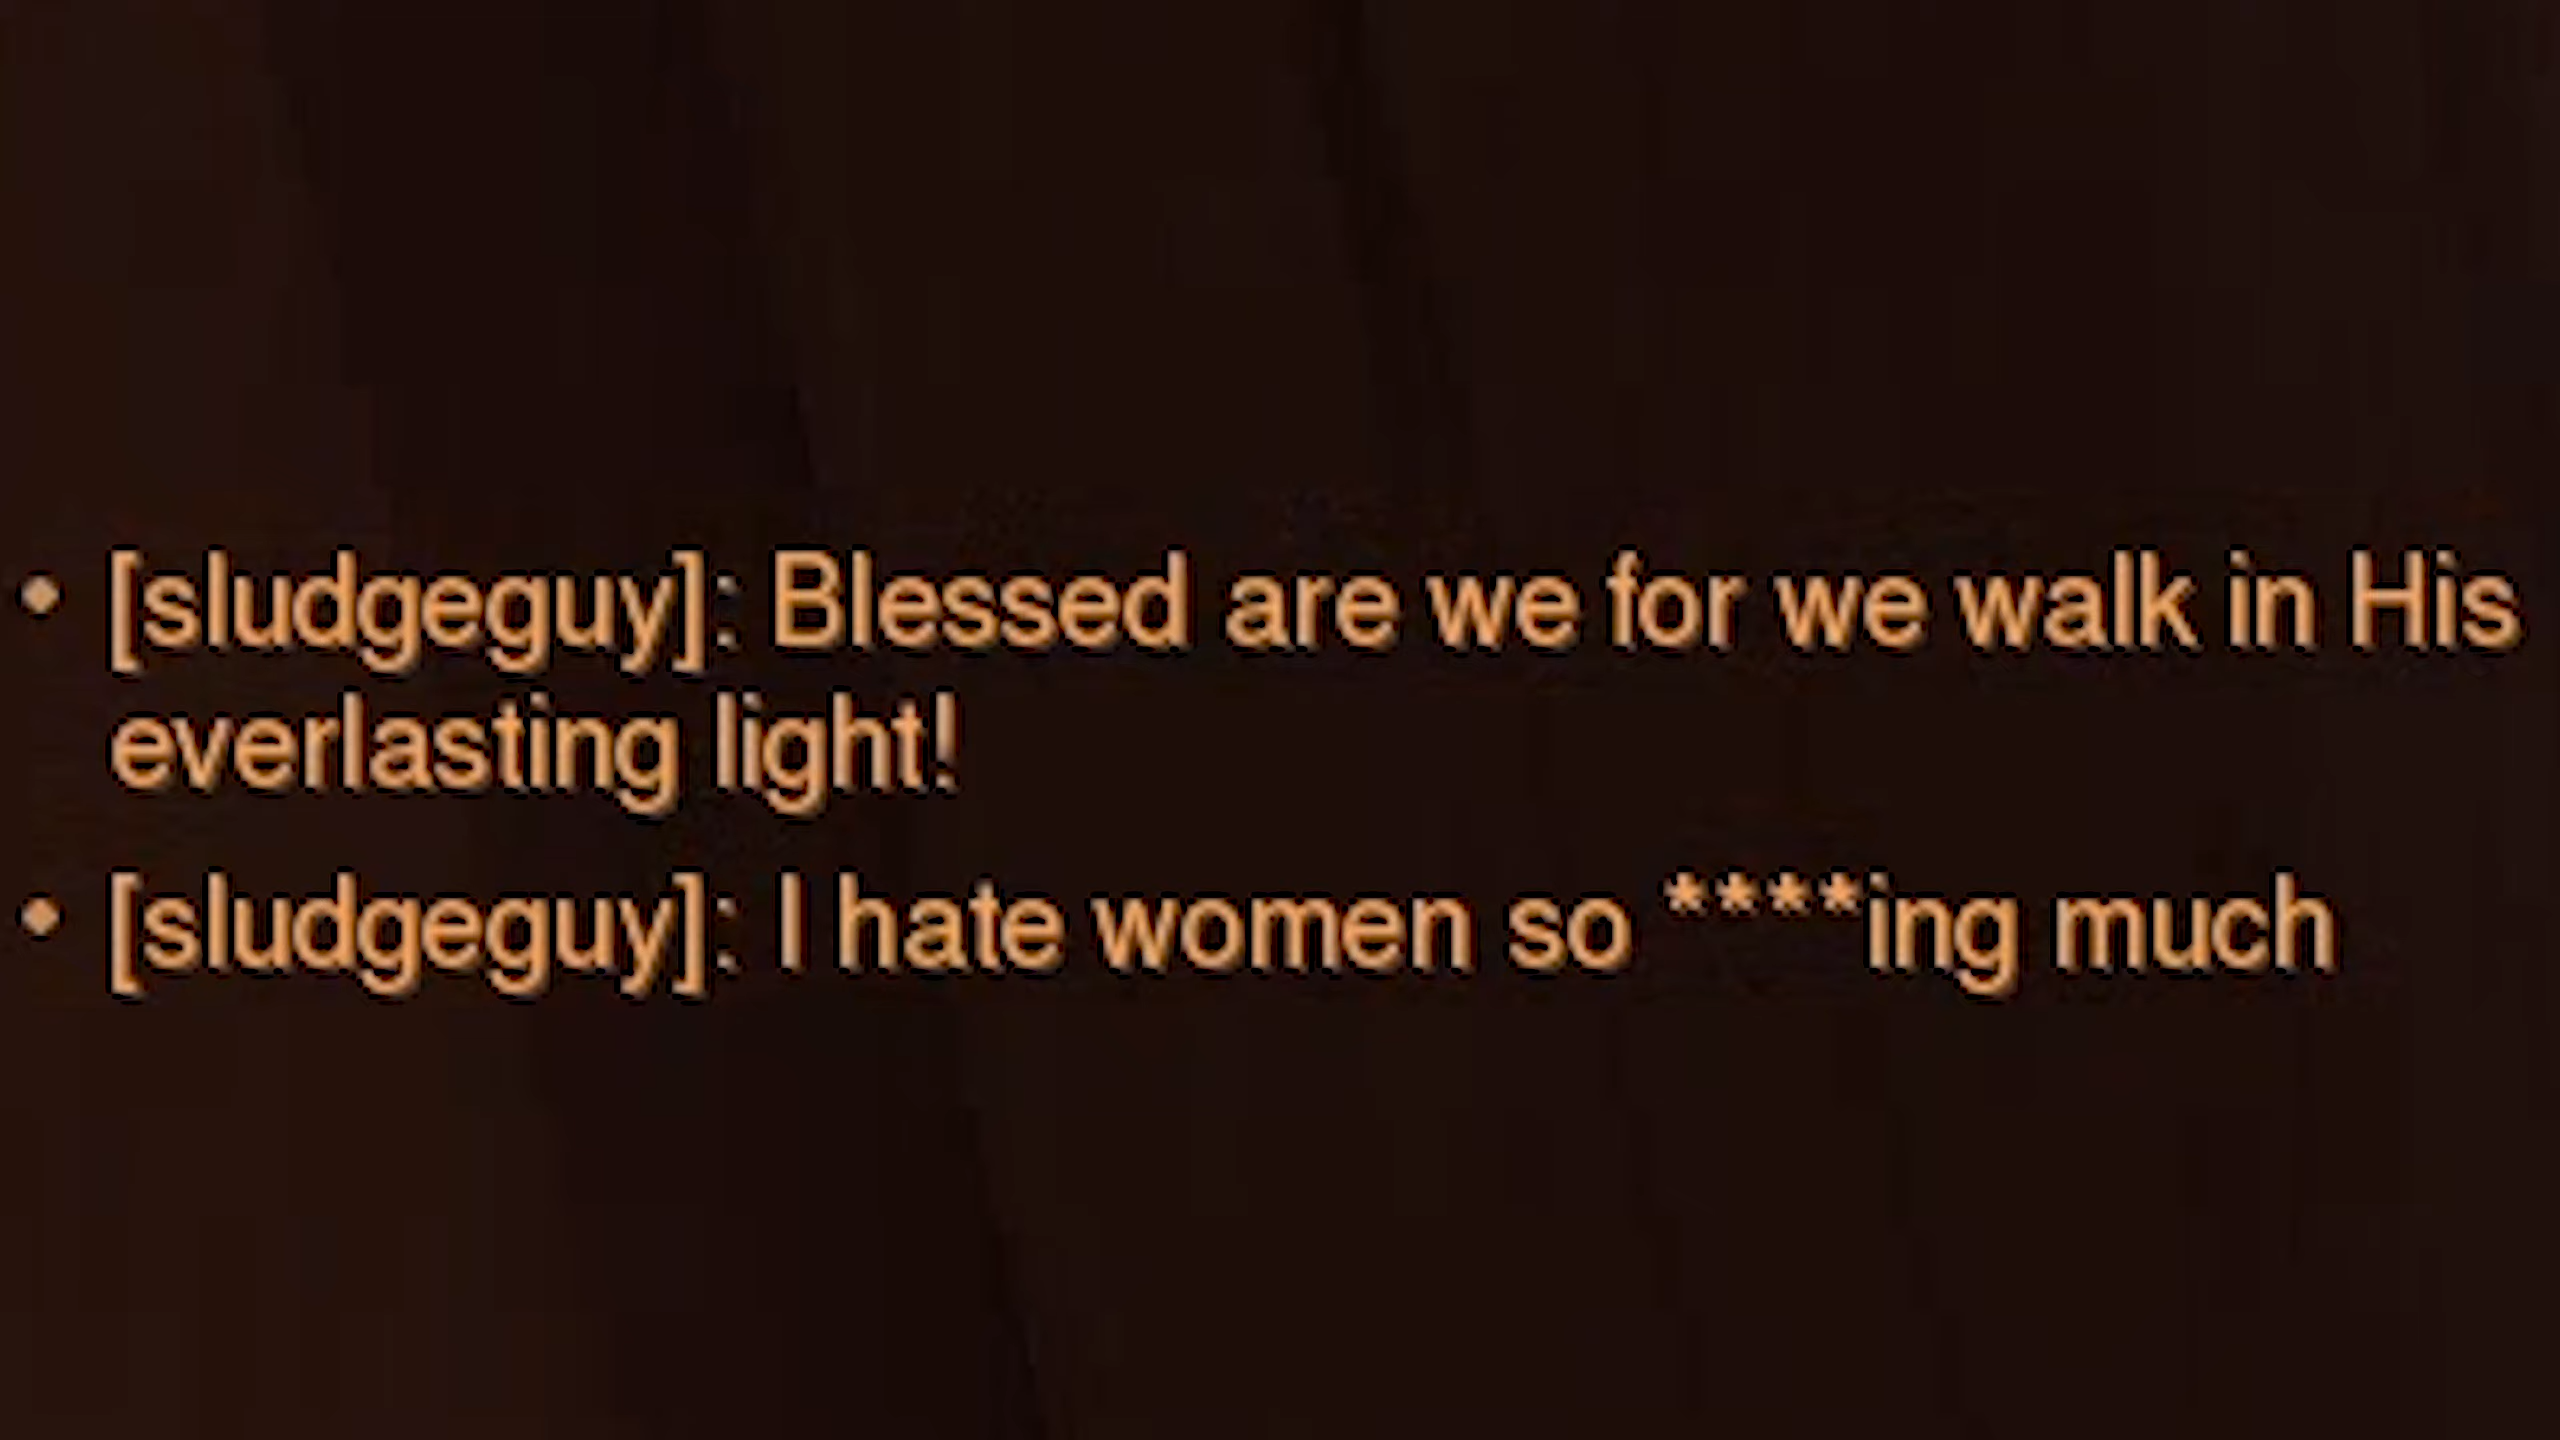 • [sludgeguy]: Blessed are we for we walk in His
everlasting light!
• [sludgeguy]: I hate women so ****ing much